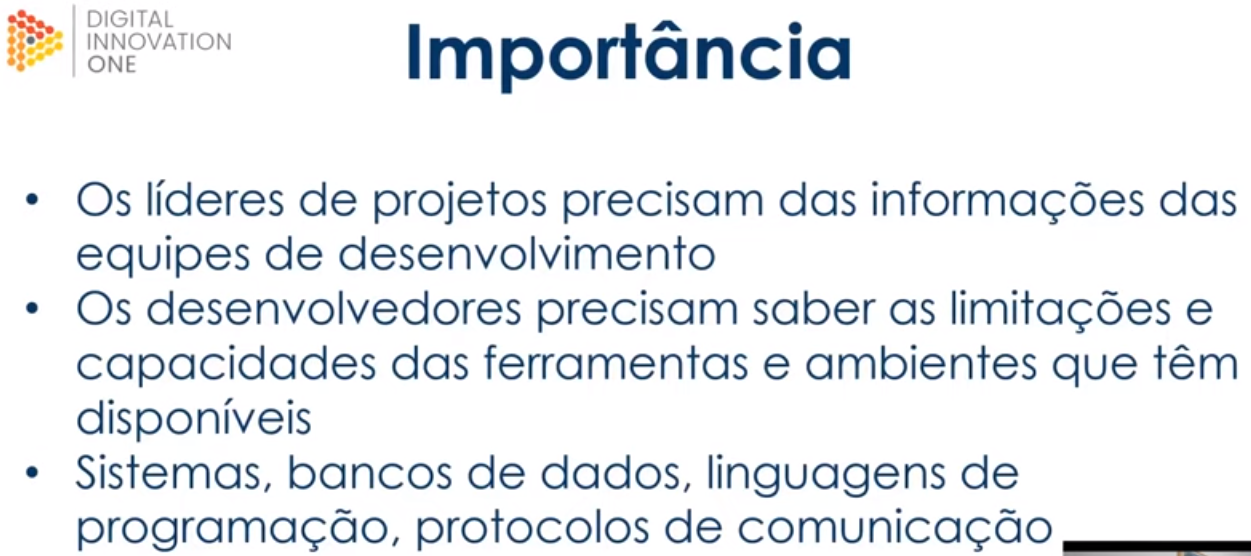 DIGITAL
INNOVATION
ONE
Importância
• Os líderes de projetos precisam das informações das
equipes de desenvolvimento
• Os desenvolvedores precisam saber as limitações e
capacidades das ferramentas e ambientes que têm
disponíveis
• Sistemas, bancos de dados, linguagens de
programação, protocolos de comunicação